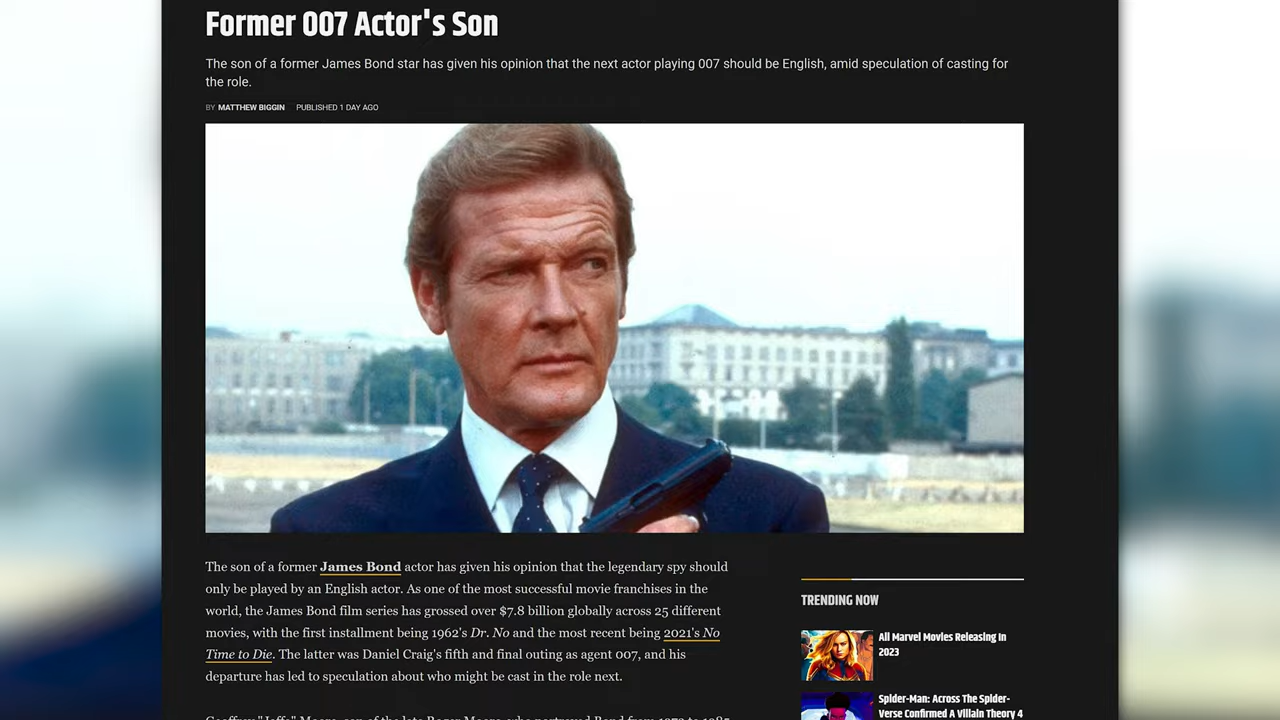 Former 007 Actor's Son
The son of a former James Bond star has given his opinion that the next actor playing 007 should be English, amid speculation of casting for
the role.
BY MATTHEW BIGGIN PUBLISHED 1 DAY AGO
The son of a former James Bond actor has given his opinion that the legendary spy should
only be played by an English actor. As one of the most successful movie franchises in the
world, the James Bond film series has grossed over $7.8 billion globally across 25 different
movies, with the first installment being 1962's Dr. No and the most recent being 2021's No
Time to Die. The latter was Daniel Craig's fifth and final outing as agent 007, and his
departure has led to speculation about who might be cast in the role next.
TRENDING NOW
All Marvel Movies Releasing In
2023
Spider-Man: Across The Spider-
Verse Confirmed A Villain Theory 4